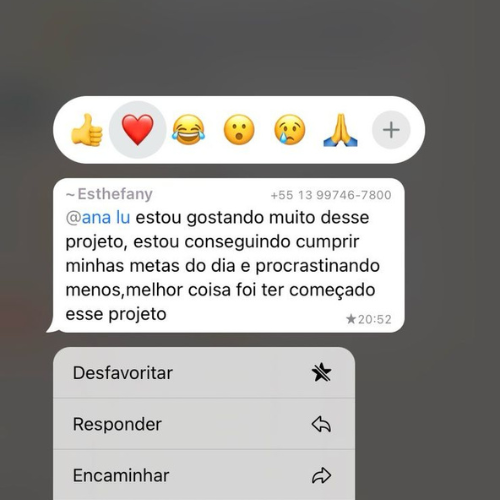 ~Esthefany +55 13 99746-7800
@ana lu estou gostando muito desse
projeto, estou conseguindo cumprir
minhas metas do dia e procrastinando
menos,melhor coisa foi ter começado
esse projeto
★20:52
Desfavoritar
Responder
Encaminhar